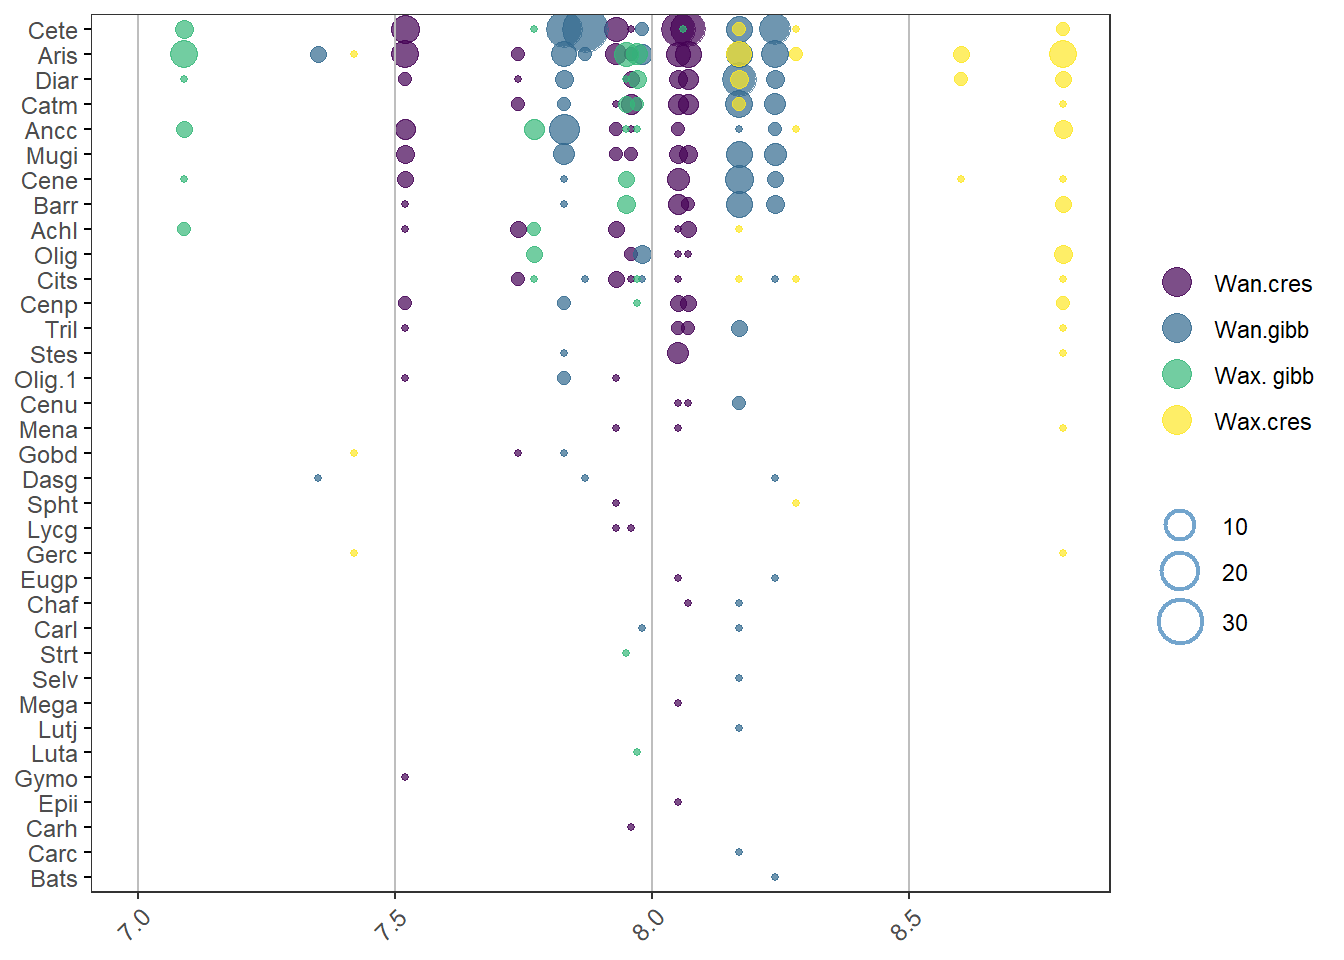 Cete
Aris
Diar
Catm
Ancc
Mugi
Cene
Barr
Achl
Olig
Cits
Cenp
Tril
Stes
Olig.1
Cenu
Mena
Gobd
Dasg
Spht
Lycg
Gerc
Eugp
Chaf
Carl
Strt
Selv
Mega
Lutj
Luta
Gymo
Epii
Carh
Carc
Bats
7.0
7.5
8.0
8.5
Wan.cres
Wan.gibb
Wax. gibb
Wax.cres
10
20
30